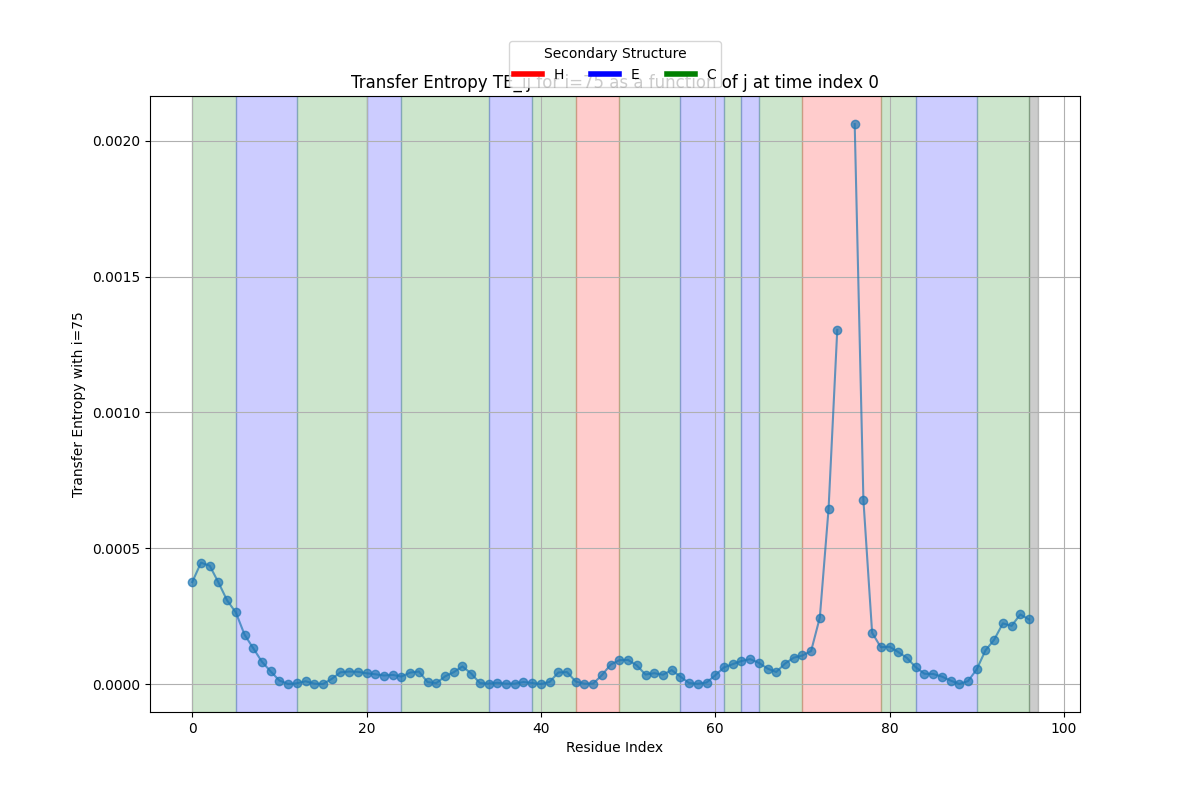 Secondary Structure
H E C
Transfer Entropy TE_ij for i=75 as a function of j at time index 0
0.0020
0.0015
0.0010
0.0005
0.0000
Transfer Entropy with i=75
0 20 40 60 80 100
Residue Index